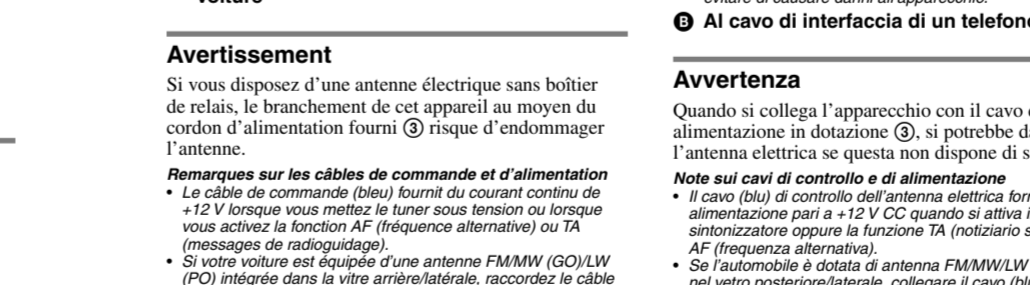 voiture
Avertissement
Si vous disposez d'une antenne électrique sans boîtier
de relais, le branchement de cet appareil au moyen du
cordon d'alimentation fourni ③ risque d'endommager
l'antenne.
Remarques sur les câbles de commande et d'alimentation
• Le câble de commande (bleu) fournit du courant continu de
+12 V lorsque vous mettez le tuner sous tension ou lorsque
vous activez la fonction AF (fréquence alternative) ou TA
(messages de radioguidage).
• Si votre voiture est équipée d'une antenne FM/MW (GO)/LW
(PO) intégrée dans la vitre arrière/latérale, raccordez le câble
evitare di causare danni all'apparecchio.
B Al cavo di interfaccia di un telefono
Avvertenza
Quando si collega l'apparecchio con il cavo
alimentazione in dotazione ③, si potrebbe
l'antenna elettrica se questa non dispone di
Note sui cavi di controllo e di alimentazione
• Il cavo (blu) di controllo dell'antenna elettrica
alimentazione pari a +12 V CC quando si attiva
sintonizzatore oppure la funzione TA (notiziario
AF (frequenza alternativa).
• Se l'automobile è dotata di antenna FM/MW/LW
nel vetro posteriore/laterale, collegare il cavo